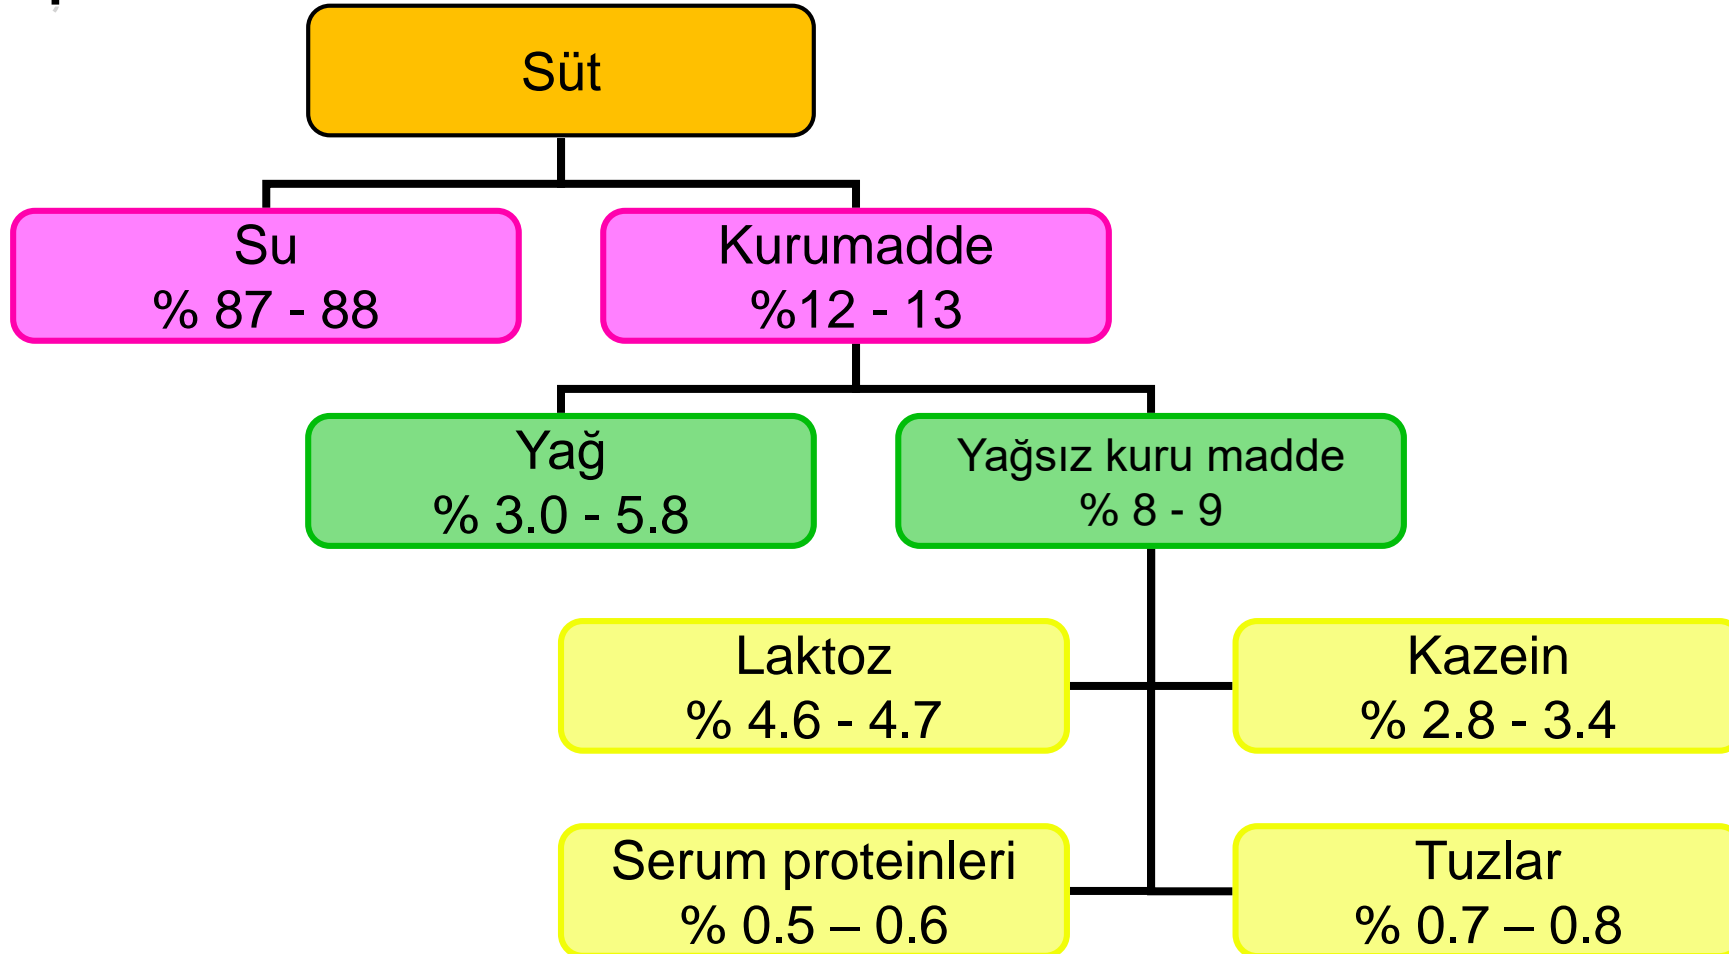 Süt
Su
% 87 - 88
Kurumadde
%12 - 13
Yağ
% 3.0 - 5.8
Yağsız kuru madde
% 8 - 9
Laktoz
% 4.6 - 4.7
Kazein
% 2.8 - 3.4
Serum proteinleri
% 0.5 – 0.6
Tuzlar
% 0.7 – 0.8